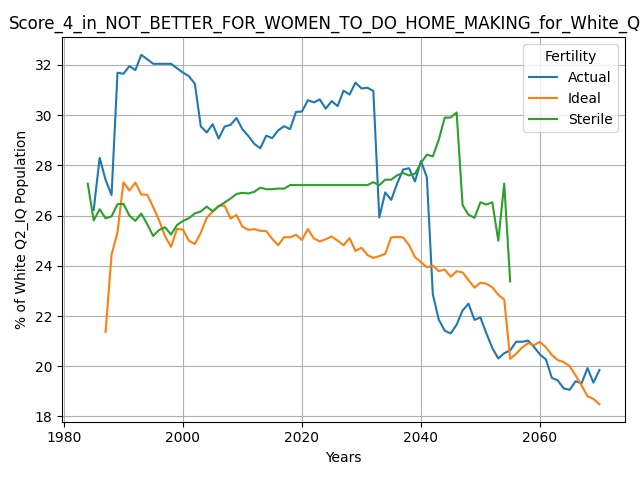 Score_4_in_NOT_BETTER_FOR_WOMEN_TO_DO_HOME_MAKING_for_White_Q
Fertility
Actual
Ideal
Sterile
% of White Q2_IQ Population
32
30
28
26
24
22
20
18
1980
2000
2020
2040
2060
Years